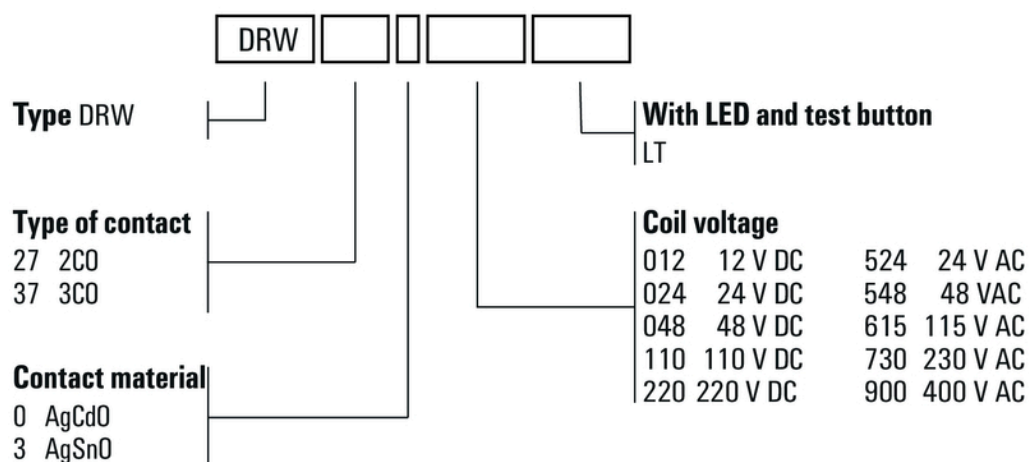 DRW
Type DRW
With LED and test button
LT
Type of contact
27 2CO
37 3CO
Coil voltage
012 12 V DC 524 24 V AC
024 24 V DC 548 48 VAC
048 48 V DC 615 115 V AC
110 110 V DC 730 230 V AC
220 220 V DC 900 400 V AC
Contact material
0 AgCdO
3 AgSnO